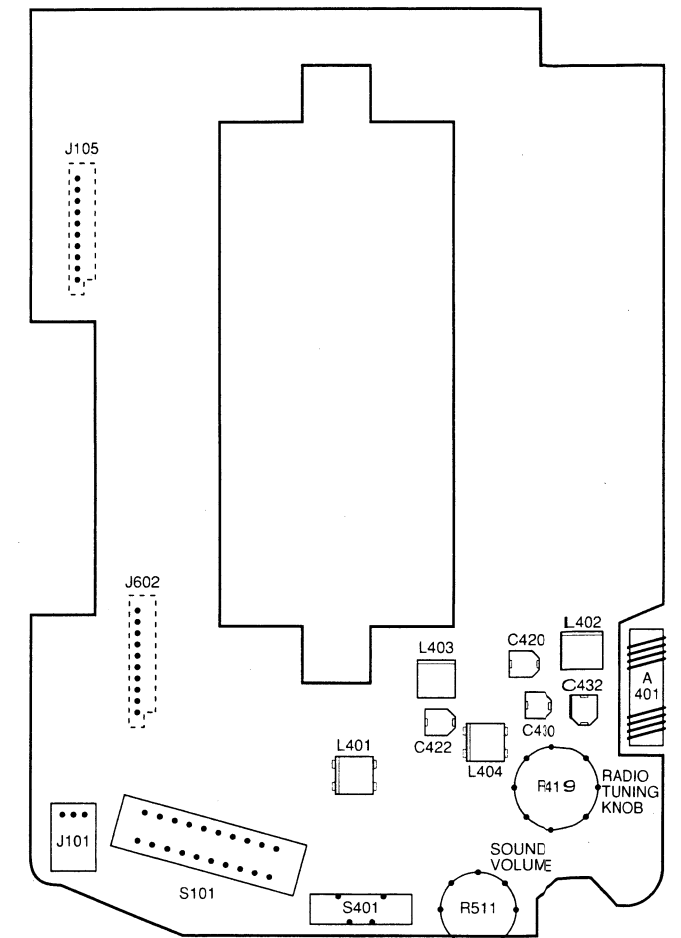 J105
J602
L402
C420
L403
A
401
C432
C430
C422
L401
L404
R419
RADIO
TUNING
KNOB
J101
SOUND
VOLUME
S101
S401
R511